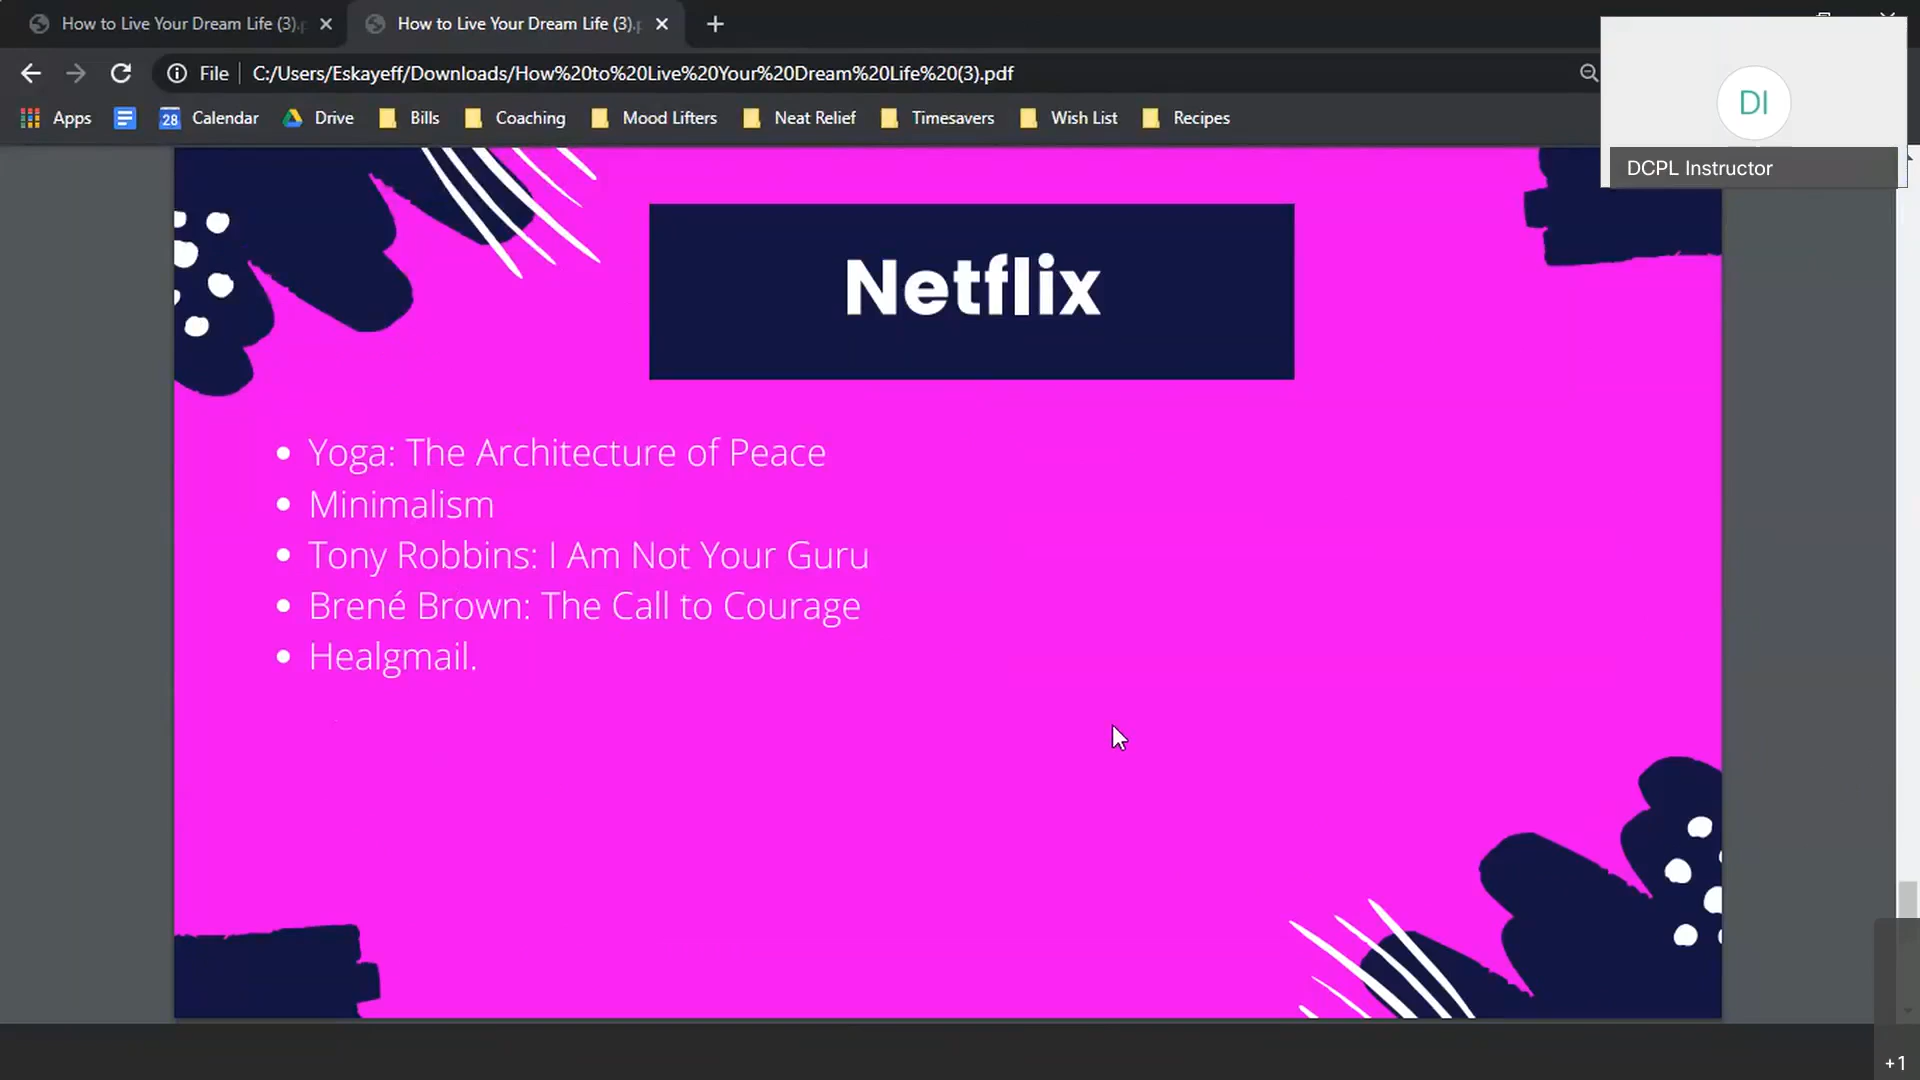 How to Live Your Dream Life (3).p
How to Live Your Dream Life (3).p
File
C:/Users/Eskayeff/Downloads/How%20to%20Live%20Your%20Dream%20Life%20(3).pdf
Apps
28
Calendar
Drive
Bills
Coaching
Mood Lifters
Neat Relief
Timesavers
Wish List
Recipes
DI
DCPL Instructor
Netflix
• Yoga: The Architecture of Peace
• Minimalism
• Tony Robbins: I Am Not Your Guru
• Brené Brown: The Call to Courage
• Healgmail.
+1